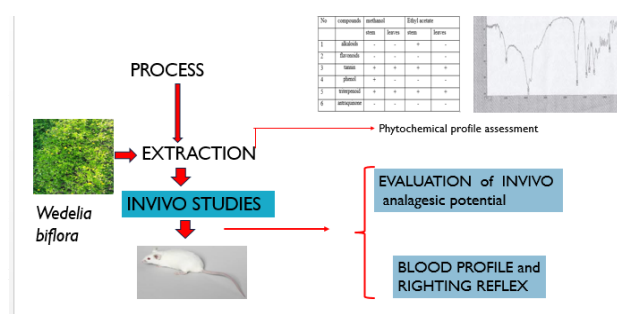 No compounds methanol Ethyl acetate
stem leaves stem leaves
1 alkaloids - - + -
2 flavonoids - - - -
3 tannin + + + +
4 phenol + - - -
5 + + + +
6 - - - -
PROCESS
Phytochemical profile assessment
EXTRACTION
INVIVO STUDIES
Wedelia
biflora
EVALUATION of INVIVO
analagesic potential
BLOOD PROFILE and
RIGHTING REFLEX